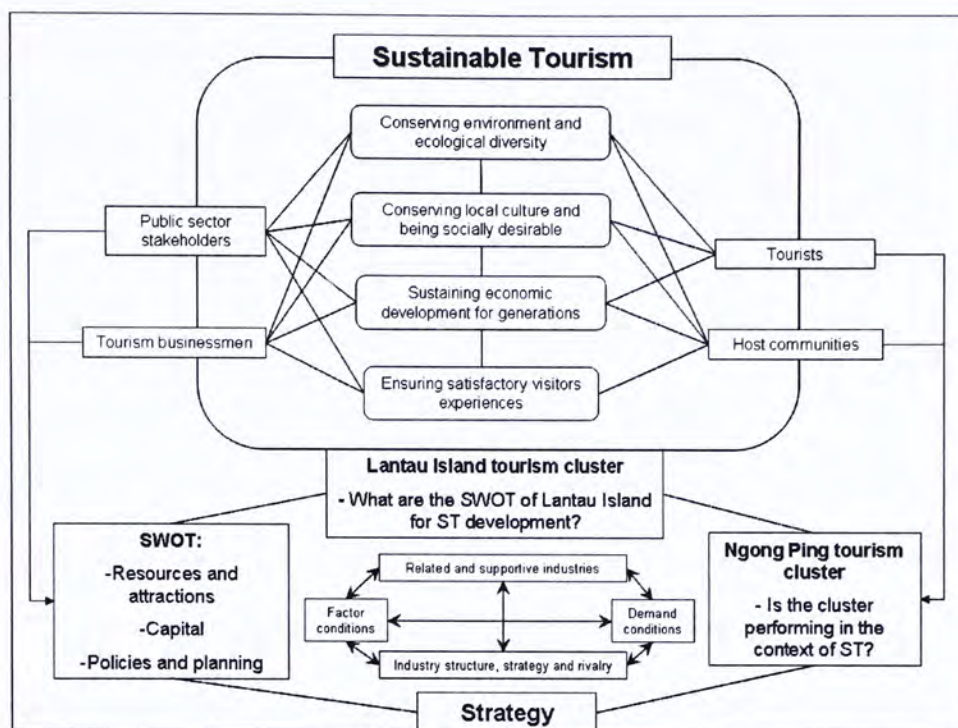 Sustainable Tourism
Conserving environment and
ecological diversity
Conserving local culture and
being socially desirable
Public sector
stakeholders
Tourists
Sustaining economic
development for generations
Tourism businessmen
Host communities
Ensuring satisfactory visitors
experiences
Lantau Island tourism cluster
- What are the SWOT of Lantau Island
for ST development?
SWOT:
-Resources and
attractions
-Capital
-Policies and planning
Related and supportive industries
Factor
conditions
Demand
conditions
Industry structure, strategy and rivalry
Ngong Ping tourism
cluster
- Is the cluster
performing in the
context of ST?
Strategy